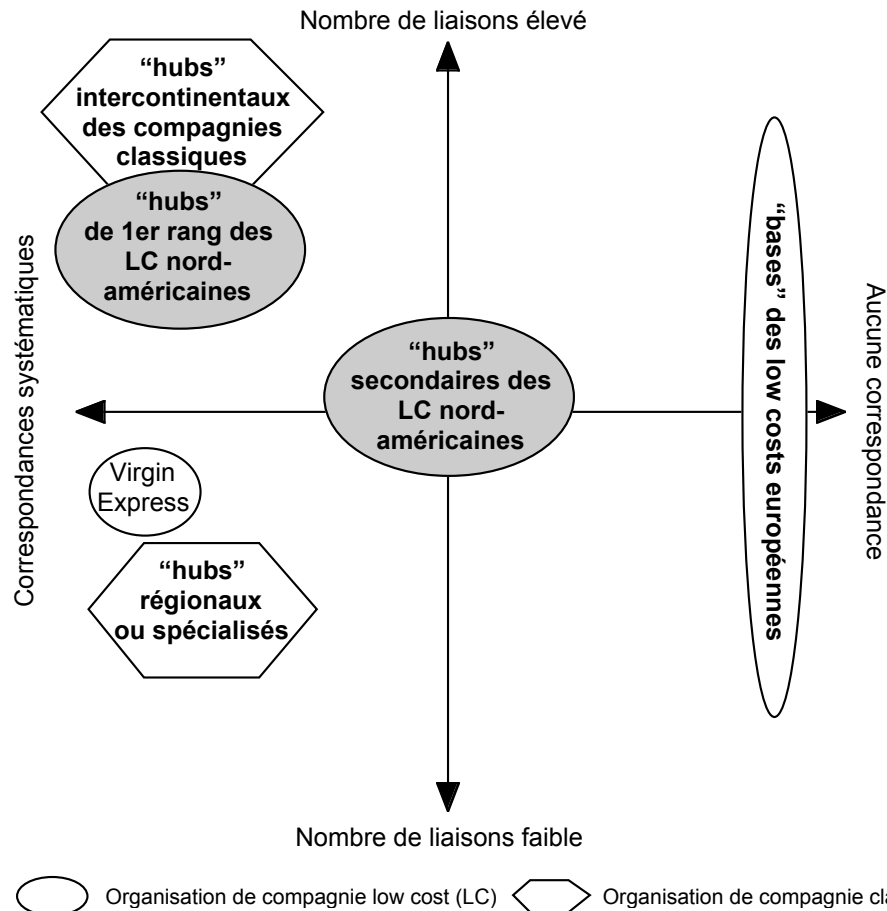 Nombre de liaisons élevé
“hubs”
intercontinentaux
des compagnies
classiques
“hubs”
de 1er rang des
LC nord-
américaines
“hubs”
secondaires des
LC nord-
américaines
“bases” des low costs européennes
Correspondances systématiques
Aucune correspondance
Virgin
Express
“hubs”
régionaux
ou spécialisés
Nombre de liaisons faible
Organisation de compagnie low cost (LC)
Organisation de compagnie